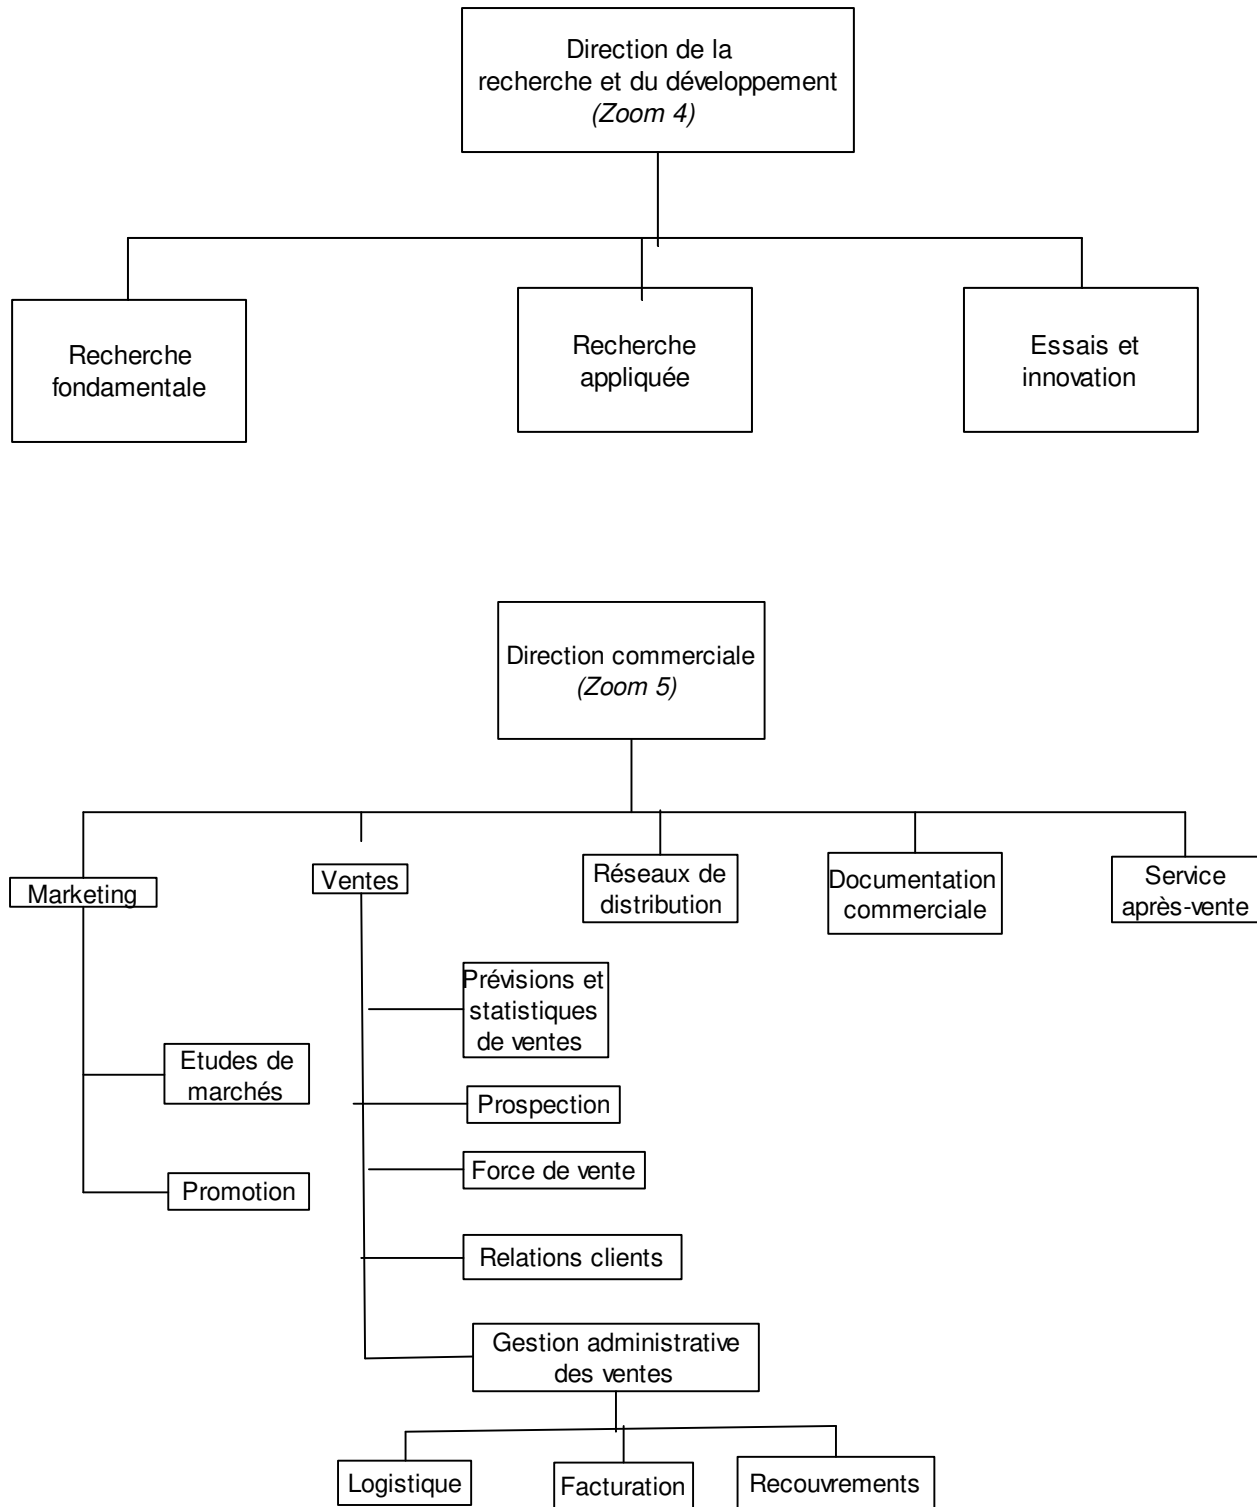 Direction de la
recherche et du développement
(Zoom 4)
Recherche
fondamentale
Recherche
appliquée
Essais et
innovation
Direction commerciale
(Zoom 5)
Marketing
Ventes
Réseaux de
distribution
Documentation
commerciale
Service
après-vente
Prévisions et
statistiques
de ventes
Etudes de
marchés
Prospection
Force de vente
Promotion
Relations clients
Gestion administrative
des ventes
Logistique
Facturation
Recouvrements